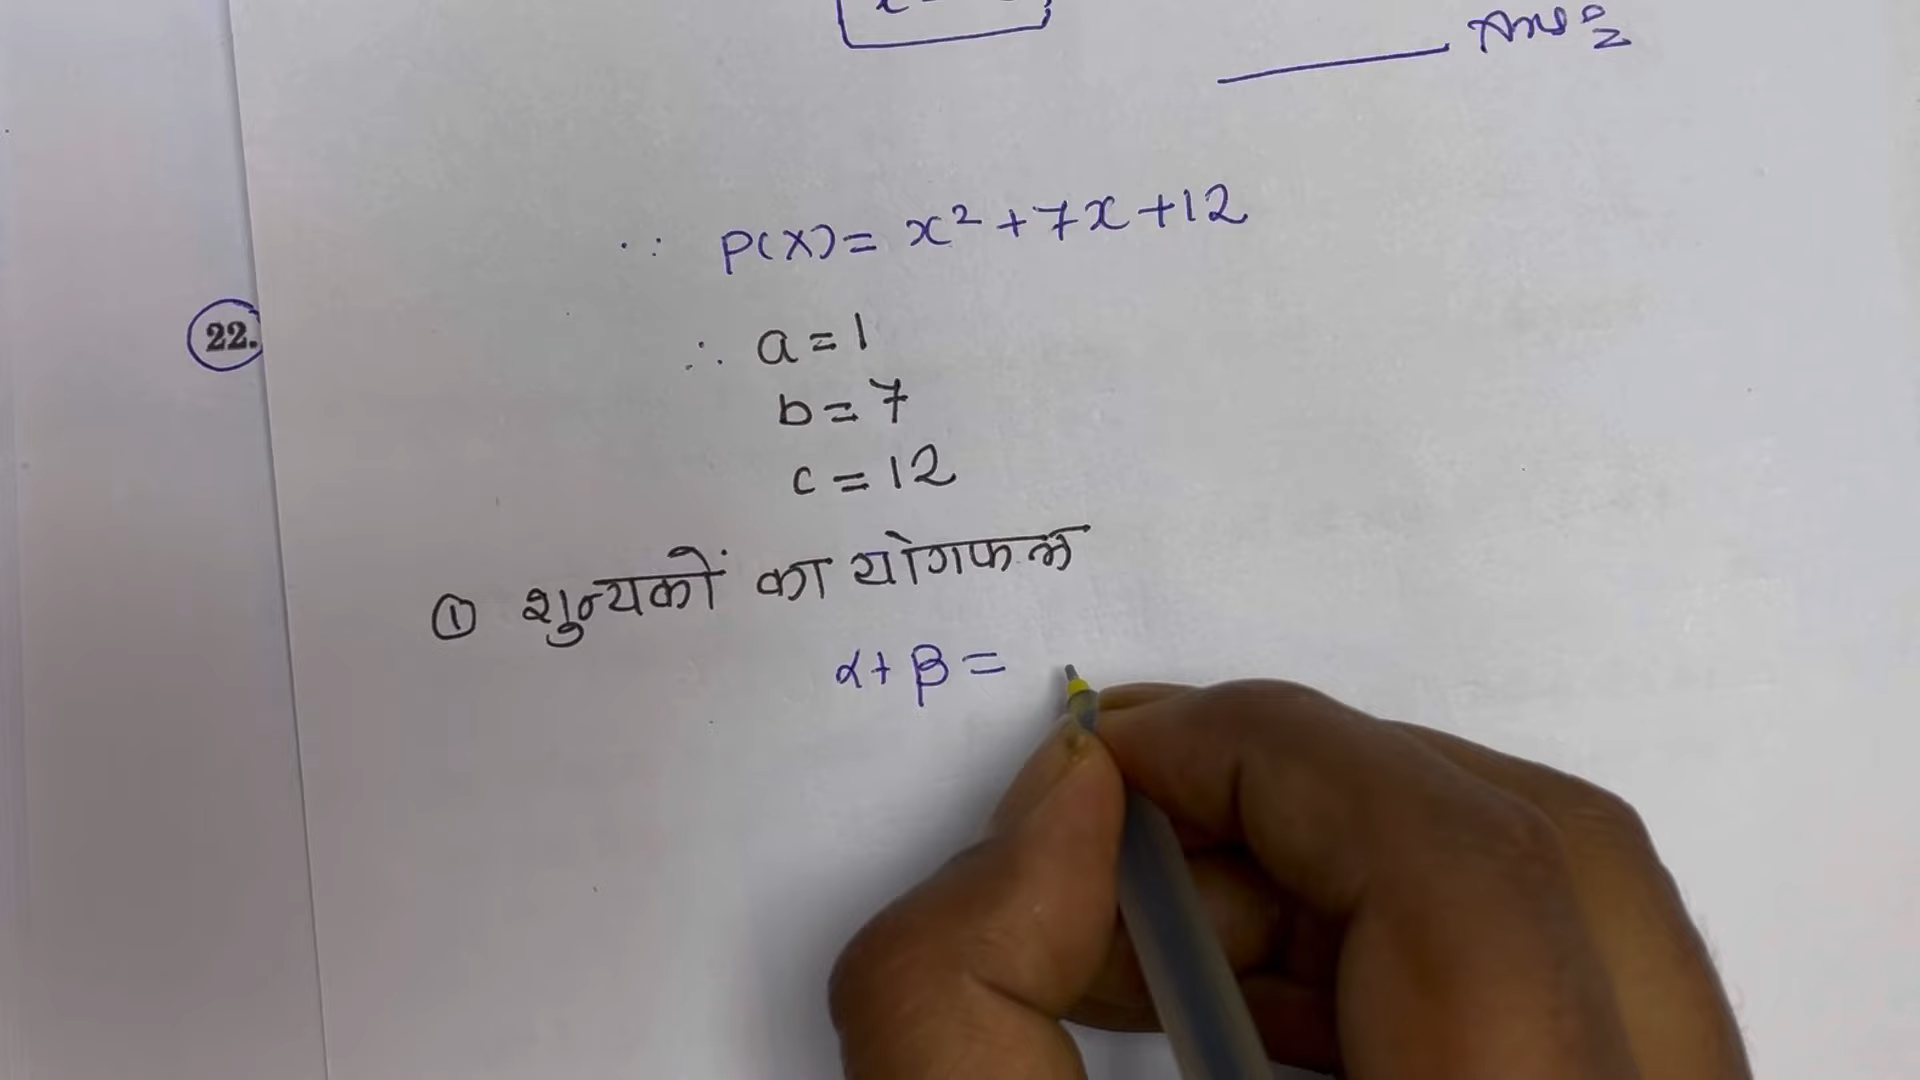 Ans
∵ P(X) = x² + 7x + 12
22.
∴ a = 1
b = 7
c = 12
① शुन्यकों का योगफल
α + β =